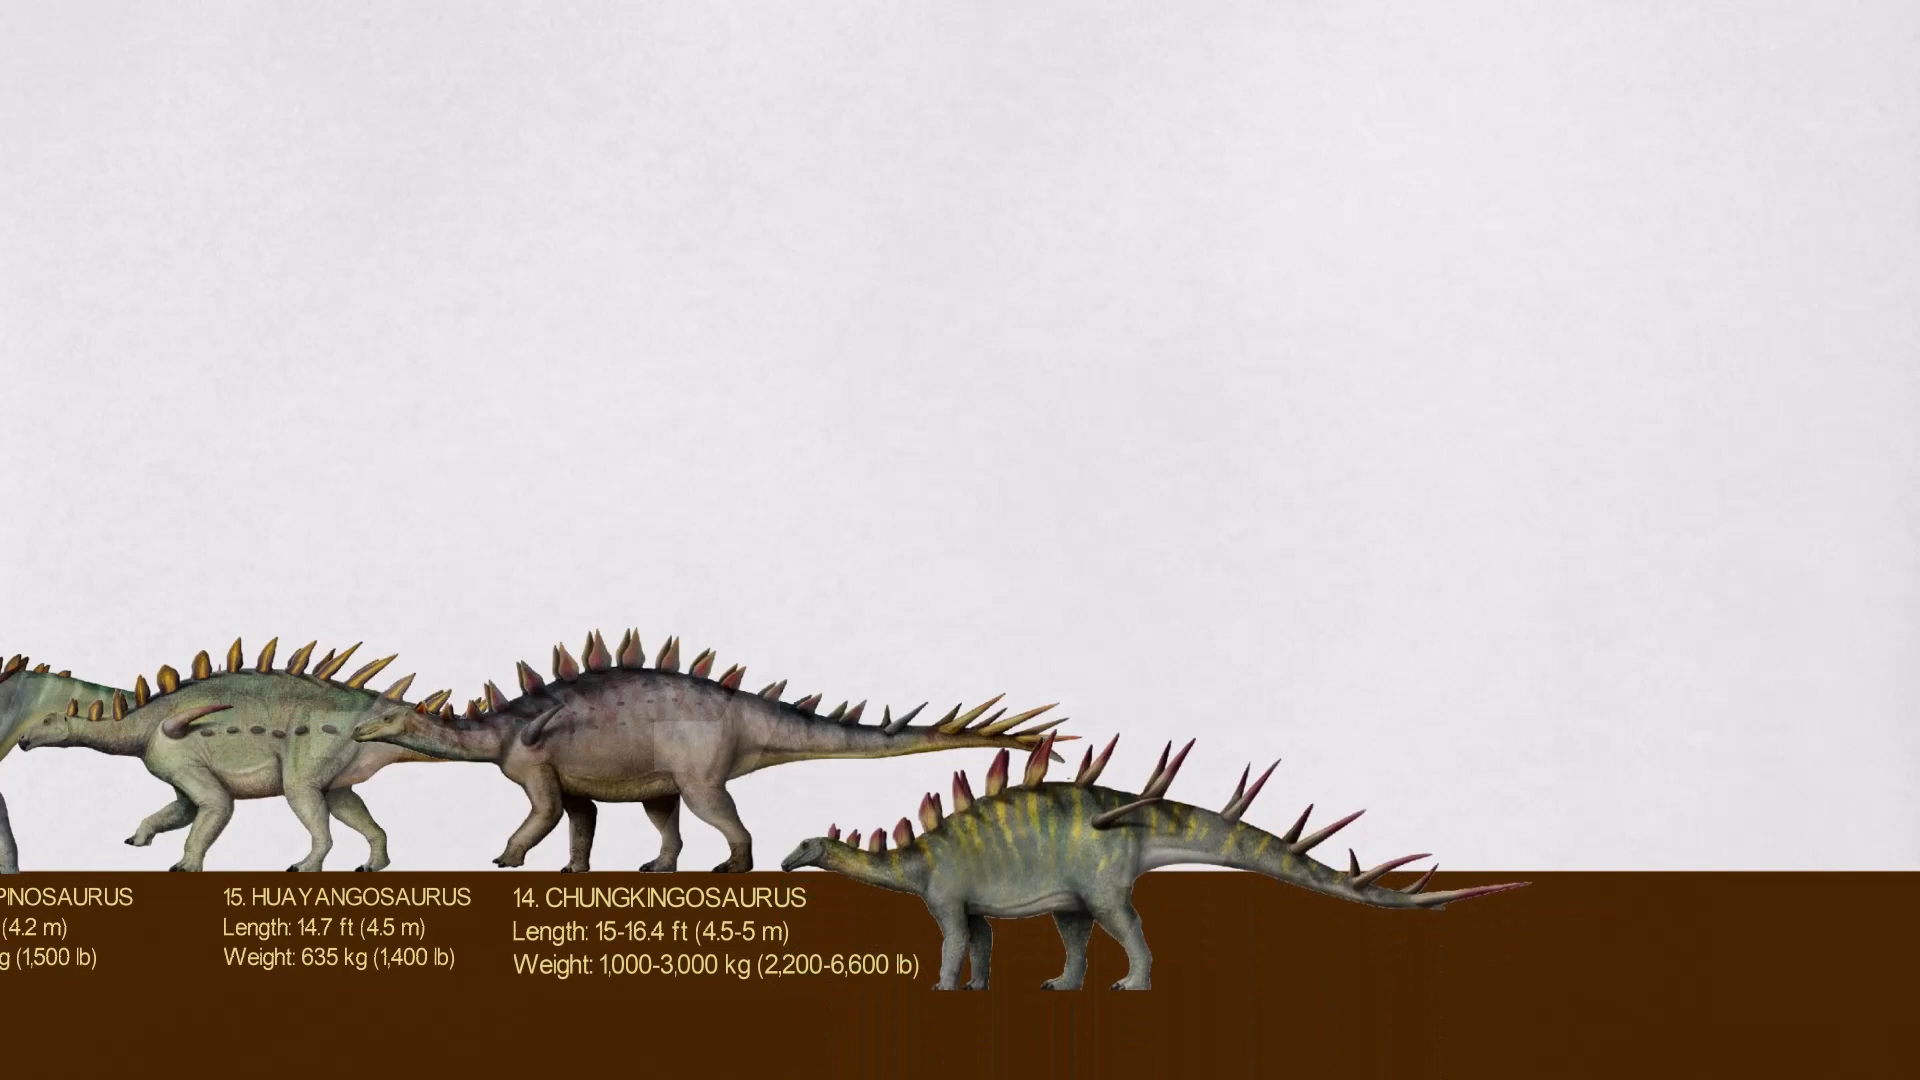 PINOSAURUS
(4.2 m)
g (1,500 lb)
15. HUAYANGOSAURUS
Length: 14.7 ft (4.5 m)
Weight: 635 kg (1,400 lb)
14. CHUNGKINGOSAURUS
Length: 15-16.4 ft (4.5-5 m)
Weight: 1,000-3,000 kg (2,200-6,600 lb)